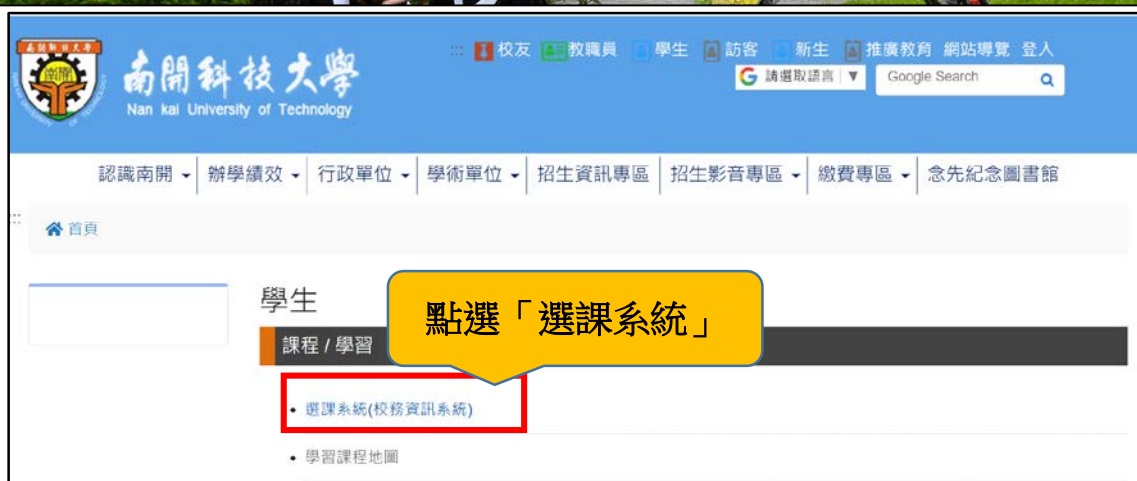 南開科技大學
Nan kai University of Technology
::: 校友 教職員 學生 訪客 新生 推廣教育 網站導覽 登入
請選取語言 ▼ Google Search
認識南開 辦學績效 行政單位 學術單位 招生資訊專區 招生影音專區 繳費專區 念先紀念圖書館
:::
首頁
學生
點選「選課系統」
課程 / 學習
• 選課系統(校務資訊系統)
• 學習課程地圖